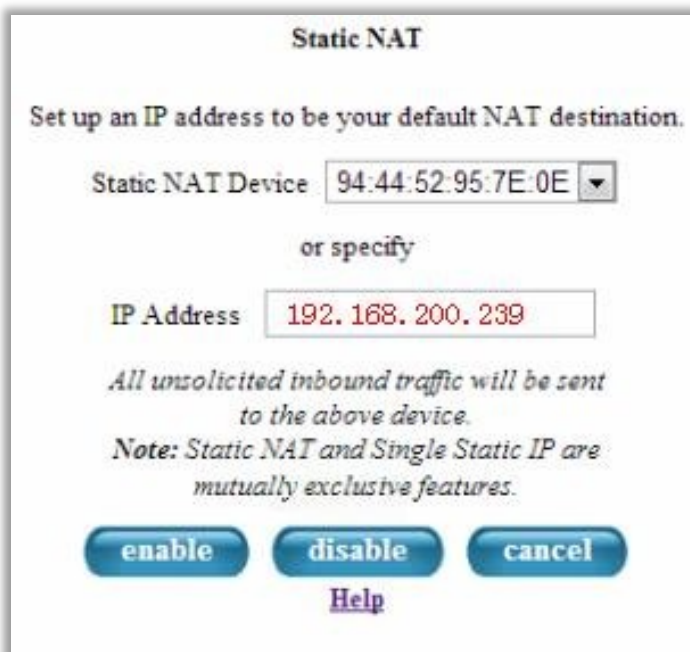 Static NAT
Set up an IP address to be your default NAT destination.
Static NAT Device 94:44:52:95:7E:0E
or specify
IP Address 192.168.200.239
All unsolicited inbound traffic will be sent
to the above device.
Note: Static NAT and Single Static IP are
mutually exclusive features.
enable disable cancel
Help